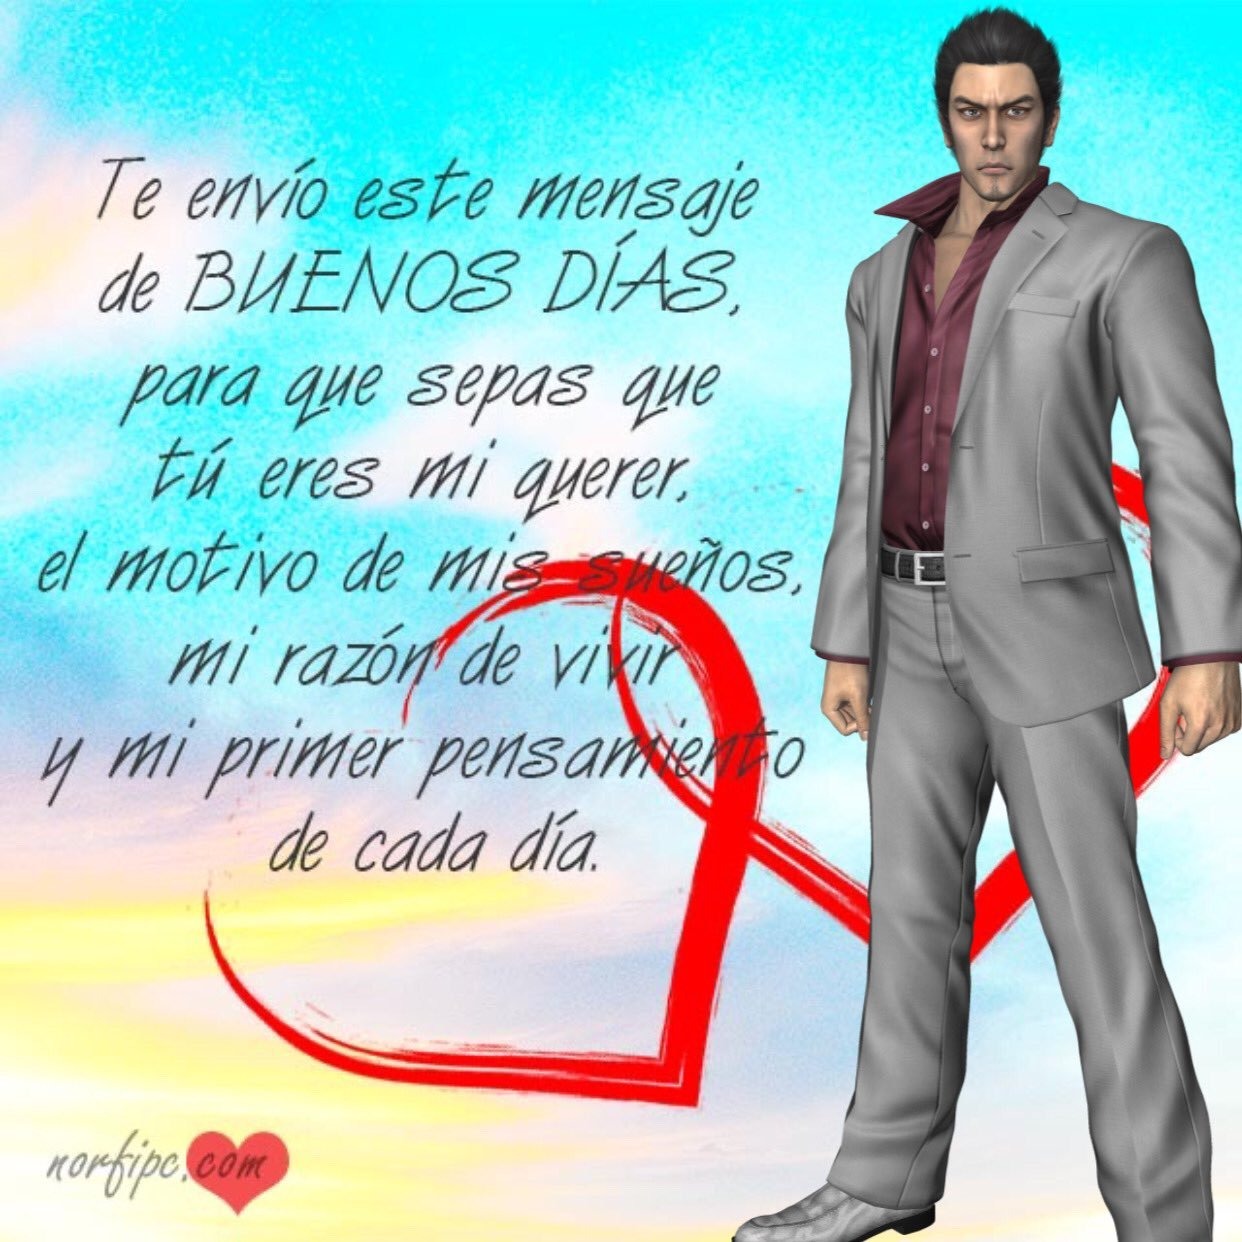 Te envío este mensaje
de BUENOS DÍAS,
para que sepas que
tú eres mi querer,
el motivo de mis sueños,
mi razón de vivir
y mi primer pensamiento
de cada día.
norfipc.com